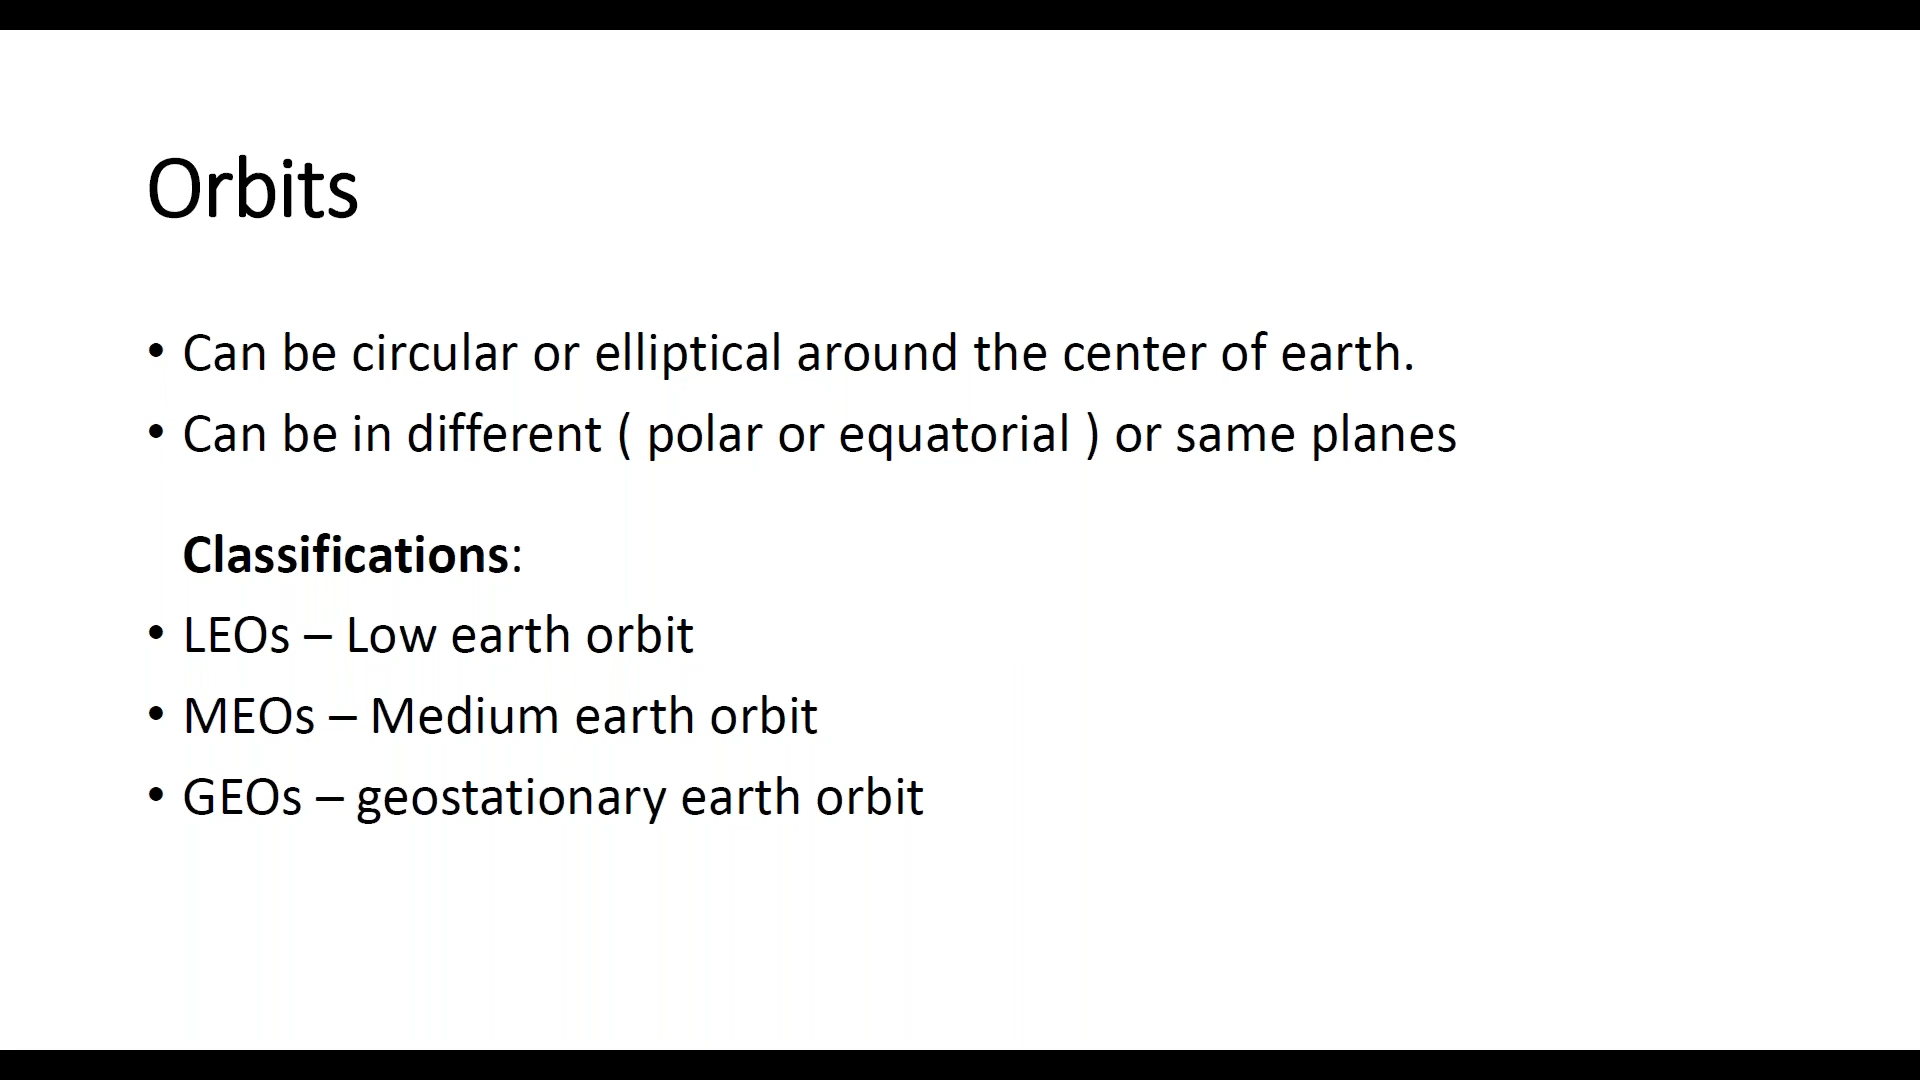 Orbits
• Can be circular or elliptical around the center of earth.
• Can be in different ( polar or equatorial ) or same planes
Classifications:
• LEOs – Low earth orbit
• MEOs – Medium earth orbit
• GEOs – geostationary earth orbit